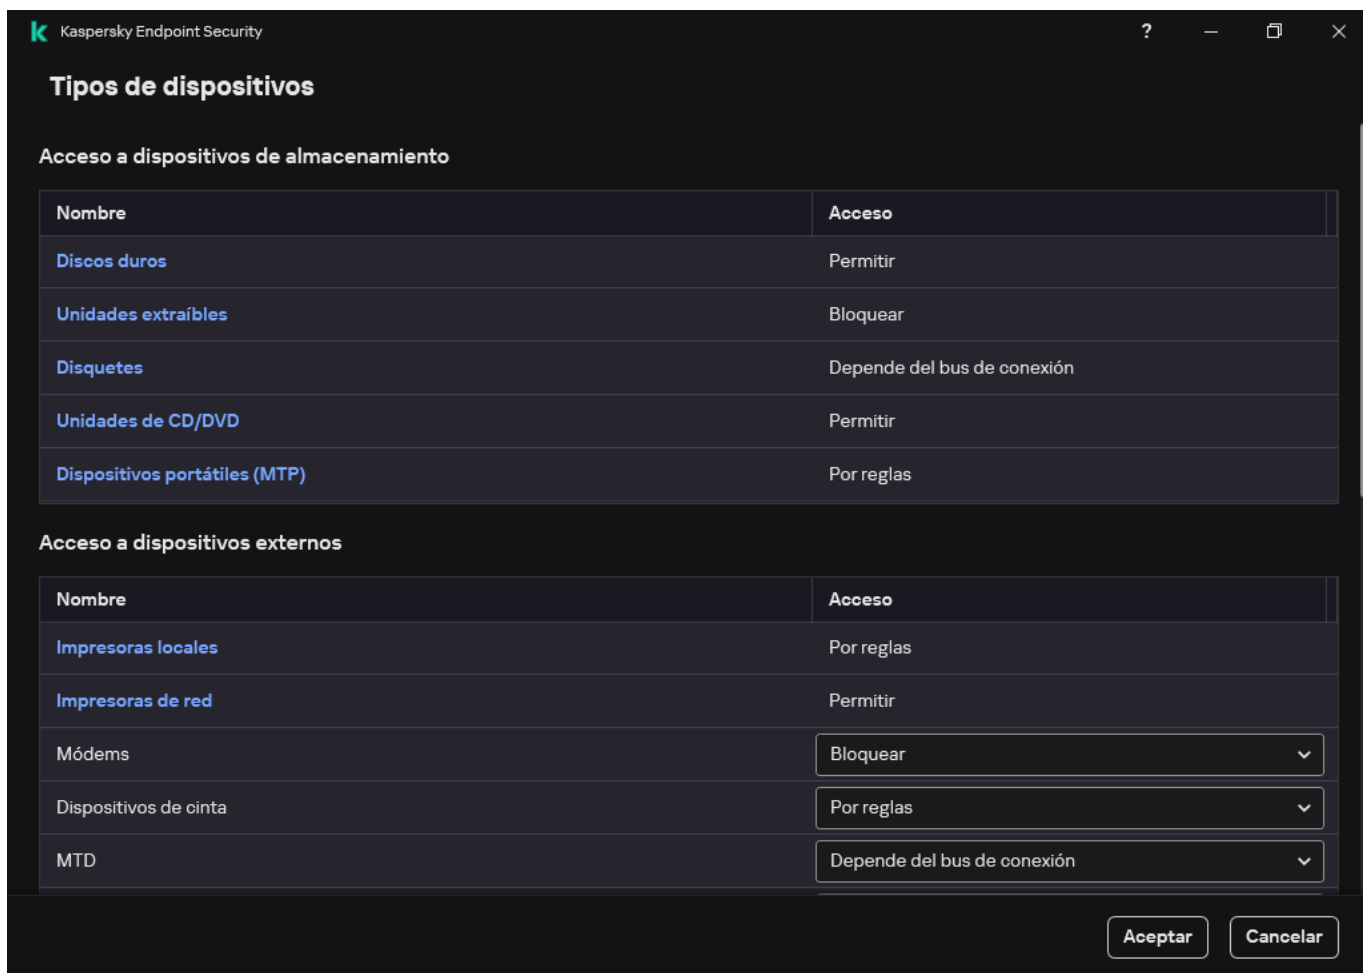 Kaspersky Endpoint Security ?
Tipos de dispositivos
Acceso a dispositivos de almacenamiento
Nombre Acceso
Discos duros Permitir
Unidades extraíbles Bloquear
Disquetes Depende del bus de conexión
Unidades de CD/DVD Permitir
Dispositivos portátiles (MTP) Por reglas
Acceso a dispositivos externos
Nombre Acceso
Impresoras locales Por reglas
Impresoras de red Permitir
Módems Bloquear
Dispositivos de cinta Por reglas
MTD Depende del bus de conexión
Aceptar Cancelar